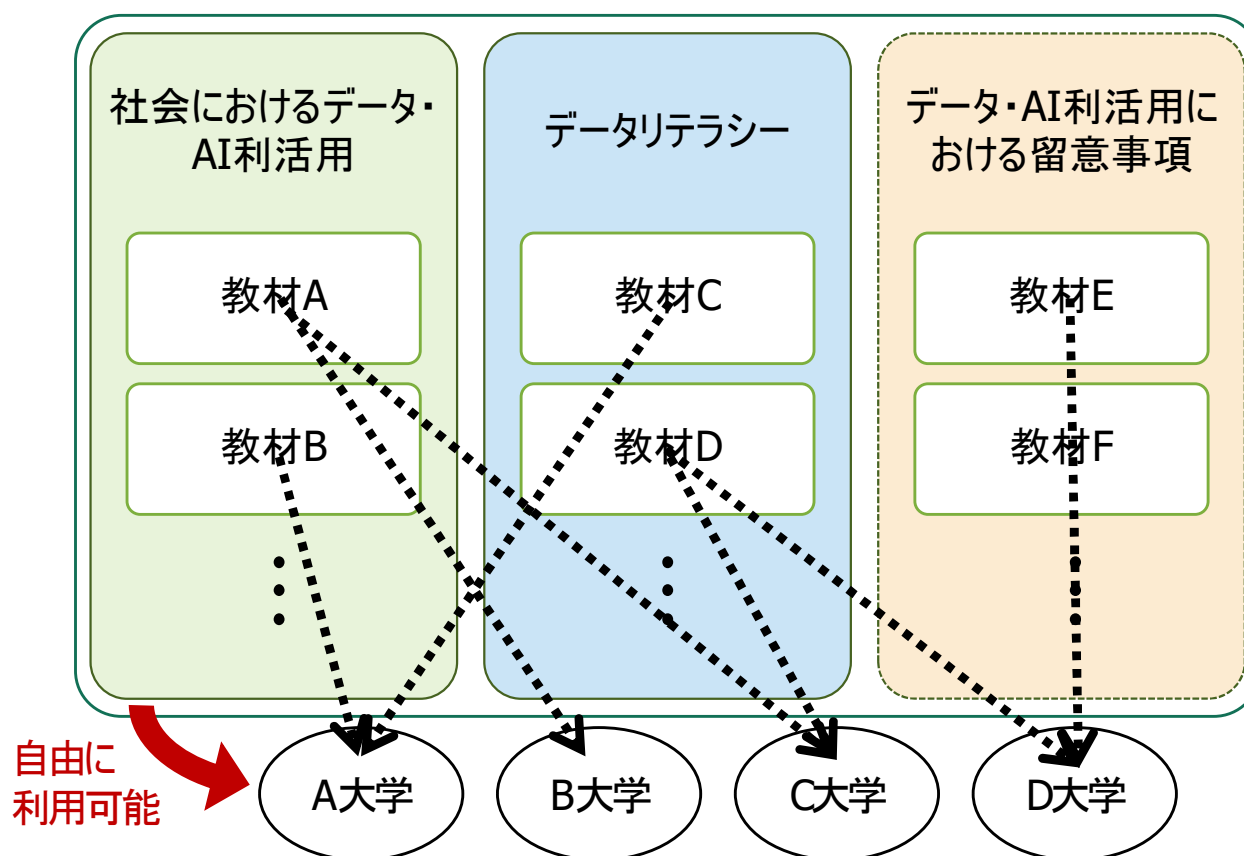 社会におけるデータ・
AI利活用
データリテラシー
データ・AI利活用に
おける留意事項
教材A
教材C
教材E
教材B
教材D
教材F
自由に
利用可能
A大学
B大学
C大学
D大学